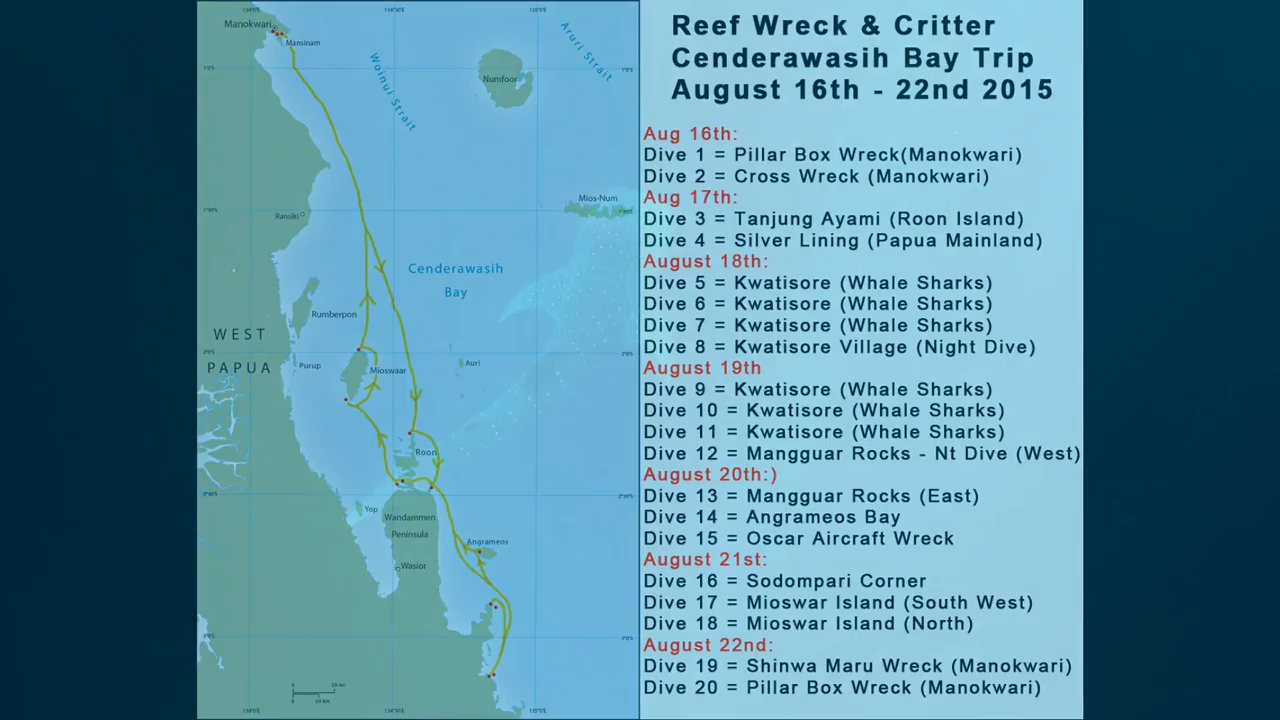 Manokwari
Mansinam
Woinui Strait
Aruri Strait
Numfoor
Mios-Num
Ransiki
Cenderawasih
Bay
Rumberpon
WEST
PAPUA
Purup
Mioswaar
Auri
Roon
Yop
Wandammen
Peninsula
Angrameos
Wasior
Reef Wreck & Critter
Cenderawasih Bay Trip
August 16th - 22nd 2015
Aug 16th:
Dive 1 = Pillar Box Wreck(Manokwari)
Dive 2 = Cross Wreck (Manokwari)
Aug 17th:
Dive 3 = Tanjung Ayami (Roon Island)
Dive 4 = Silver Lining (Papua Mainland)
August 18th:
Dive 5 = Kwatisore (Whale Sharks)
Dive 6 = Kwatisore (Whale Sharks)
Dive 7 = Kwatisore (Whale Sharks)
Dive 8 = Kwatisore Village (Night Dive)
August 19th
Dive 9 = Kwatisore (Whale Sharks)
Dive 10 = Kwatisore (Whale Sharks)
Dive 11 = Kwatisore (Whale Sharks)
Dive 12 = Mangguar Rocks - Nt Dive (West)
August 20th:)
Dive 13 = Mangguar Rocks (East)
Dive 14 = Angrameos Bay
Dive 15 = Oscar Aircraft Wreck
August 21st:
Dive 16 = Sodompari Corner
Dive 17 = Mioswar Island (South West)
Dive 18 = Mioswar Island (North)
August 22nd:
Dive 19 = Shinwa Maru Wreck (Manokwari)
Dive 20 = Pillar Box Wreck (Manokwari)